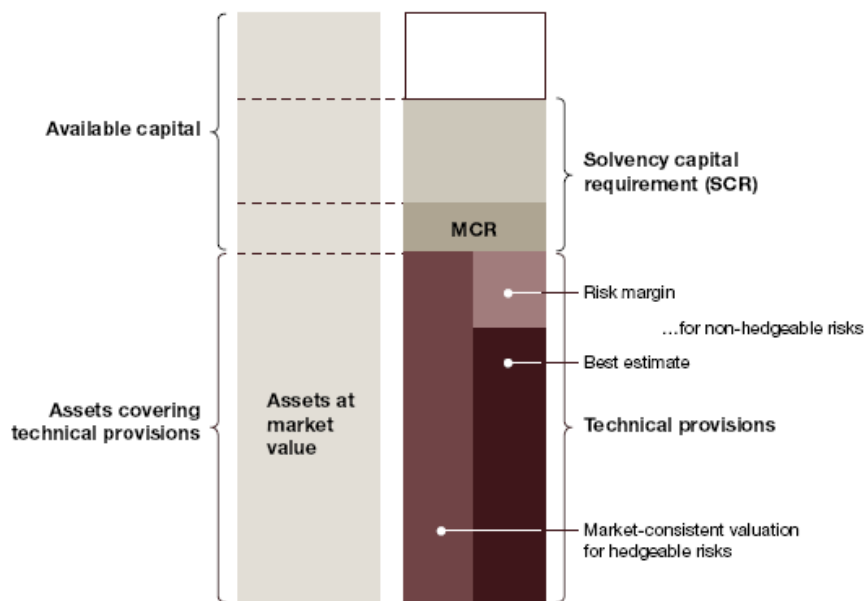 Available capital
Solvency capital
requirement (SCR)
MCR
Risk margin
…for non-hedgeable risks
Best estimate
Assets covering
technical provisions
Assets at
market
value
Technical provisions
Market-consistent valuation
for hedgeable risks